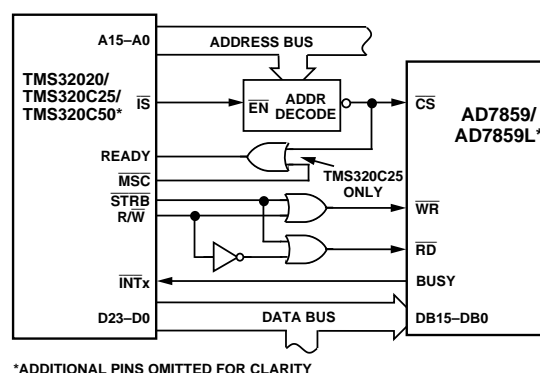 A15–A0
ADDRESS BUS
TMS32020/
TMS320C25/
TMS320C50*
IS
EN
ADDR
DECODE
CS
AD7859/
AD7859L*
READY
TMS320C25
ONLY
MSC
STRB
R/W
WR
RD
INTx
BUSY
D23–D0
DATA BUS
DB15–DB0
*ADDITIONAL PINS OMITTED FOR CLARITY